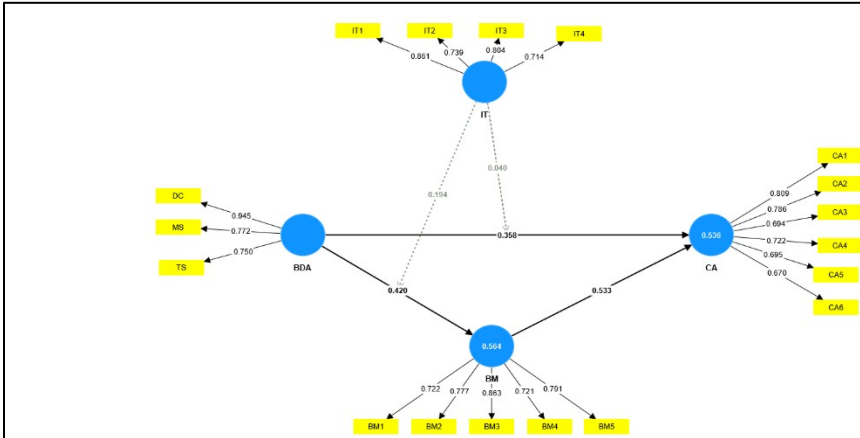 IT1
IT2
IT3
IT4
0.861
0.739
0.804
0.714
IT
0.194
0.040
DC
MS
TS
0.945
0.772
0.750
BDA
0.358
0.420
0.533
0.536
CA
0.809
0.786
0.694
0.722
0.695
0.670
CA1
CA2
CA3
CA4
CA5
CA6
0.564
BM
0.722
0.777
0.863
0.721
0.791
BM1
BM2
BM3
BM4
BM5